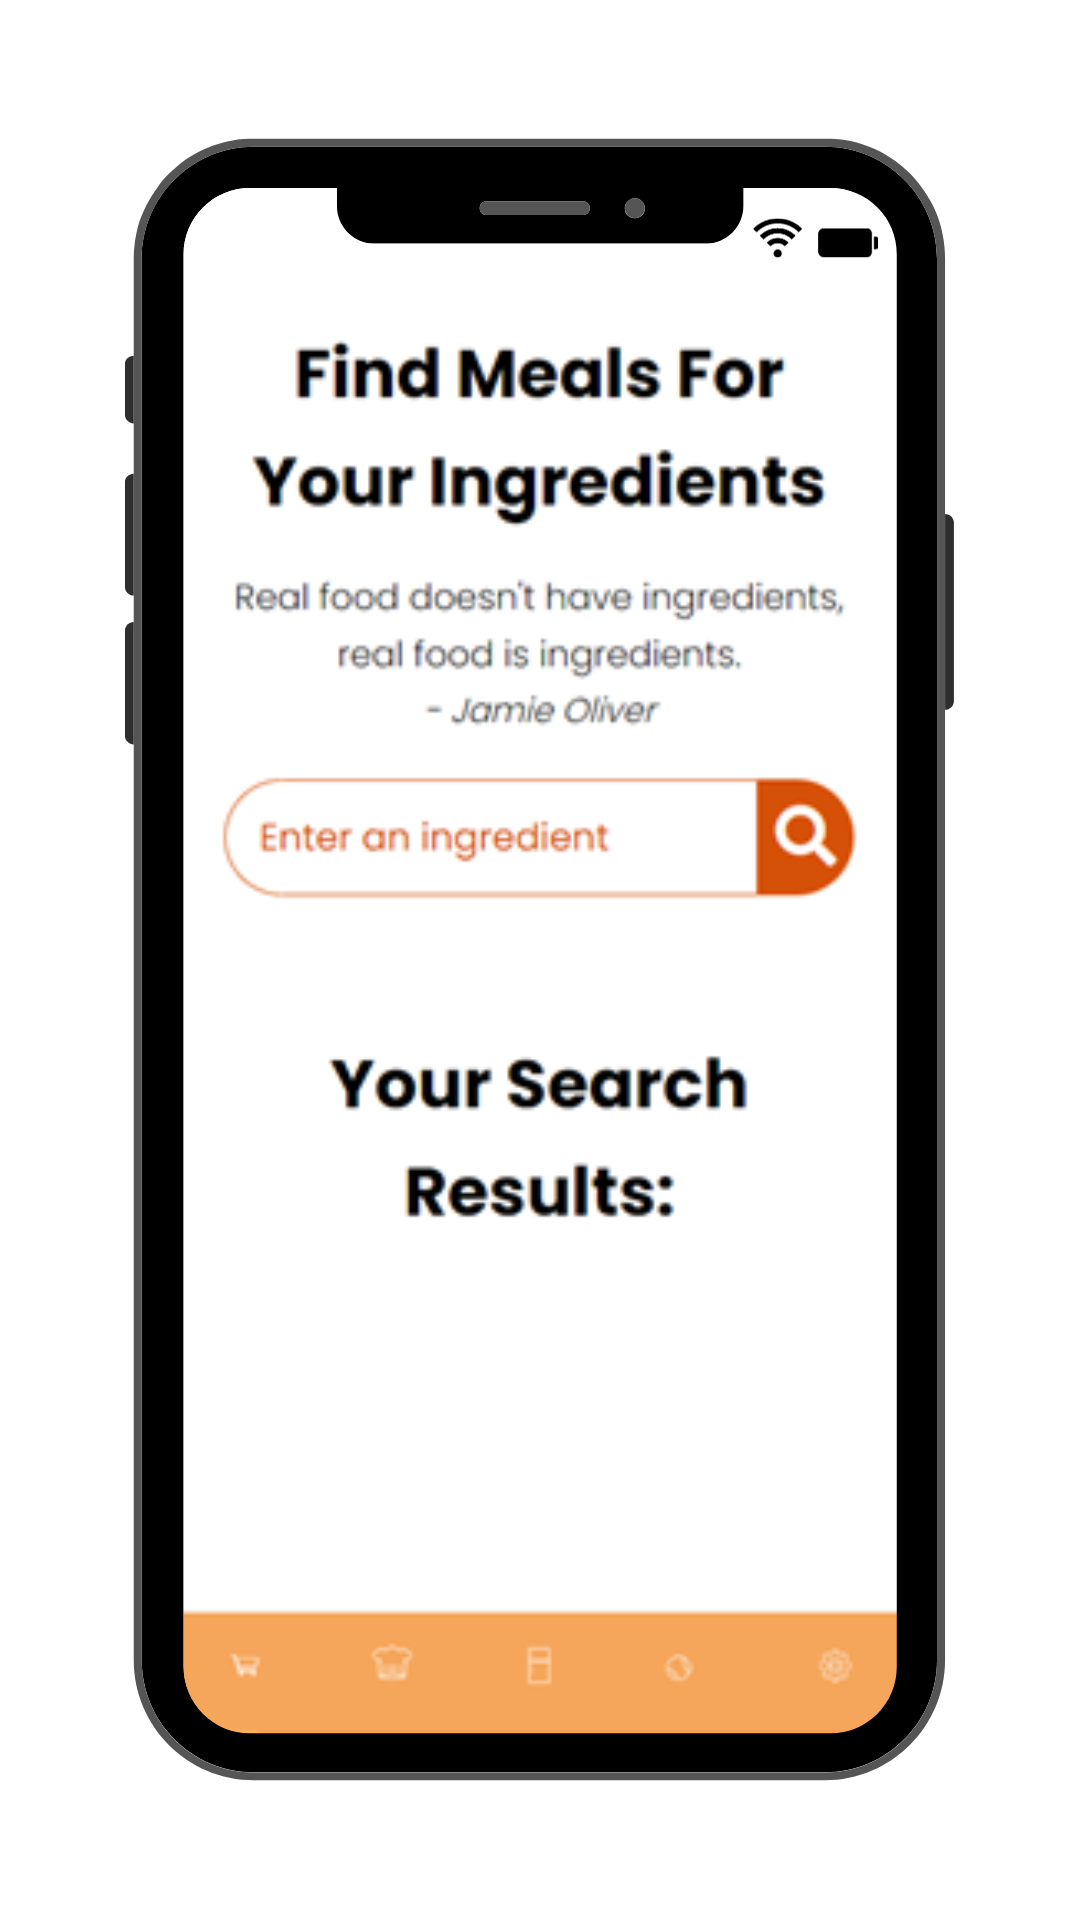 Find Meals For
Your Ingredients
Real food doesn't have ingredients,
real food is ingredients.
- Jamie Oliver
Enter an ingredient
Your Search
Results: